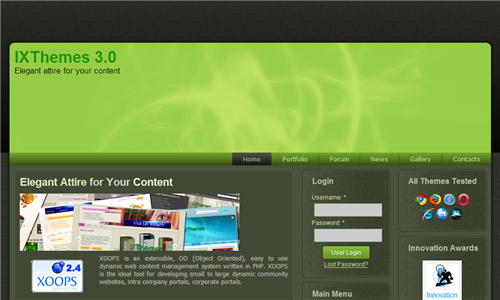 IXThemes 3.0
Elegant attire for your content
Home
Portfolio
Forum
News
Gallery
Contacts
Elegant Attire for Your Content
XOOPS is an extensible, OO (Object Oriented), easy to use
dynamic web content management system written in PHP. XOOPS
is the ideal tool for developing small to large dynamic community
websites, intra company portals, corporate portals.
2.4
XOOPS
Login
Username: *
Password: *
User Login
Lost Password?
Main Menu
All Themes Tested
Innovation Awards